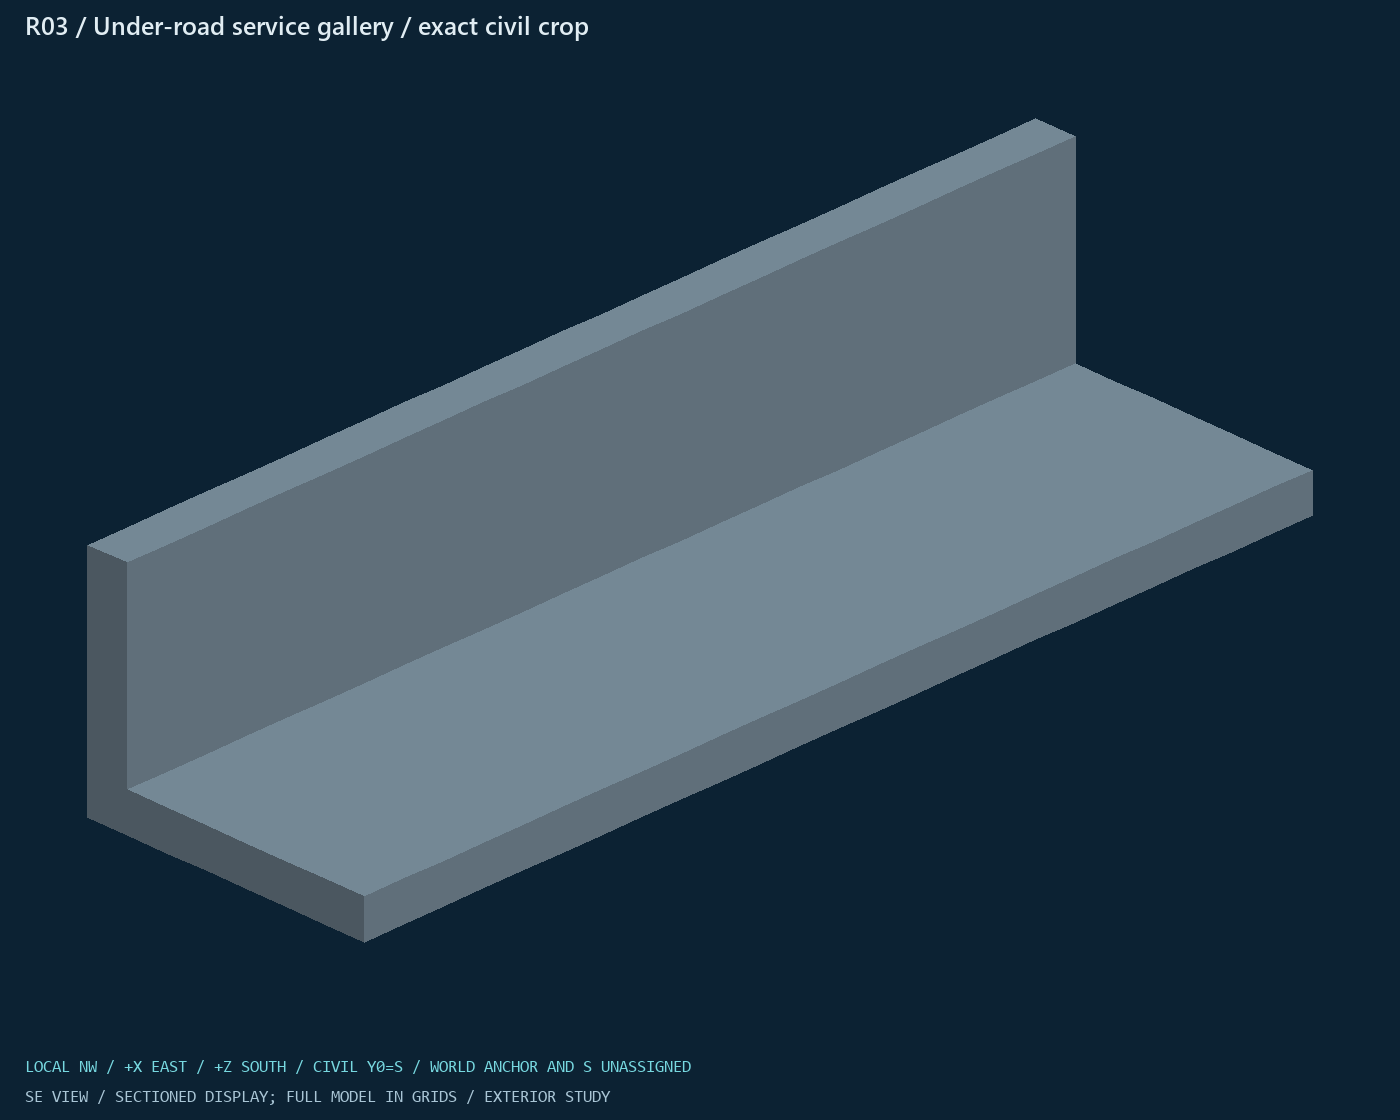 R03 / Under-road service gallery / exact civil crop
LOCAL NW / +X EAST / +Z SOUTH / CIVIL Y0=S / WORLD ANCHOR AND S UNASSIGNED
SE VIEW / SECTIONED DISPLAY; FULL MODEL IN GRIDS / EXTERIOR STUDY